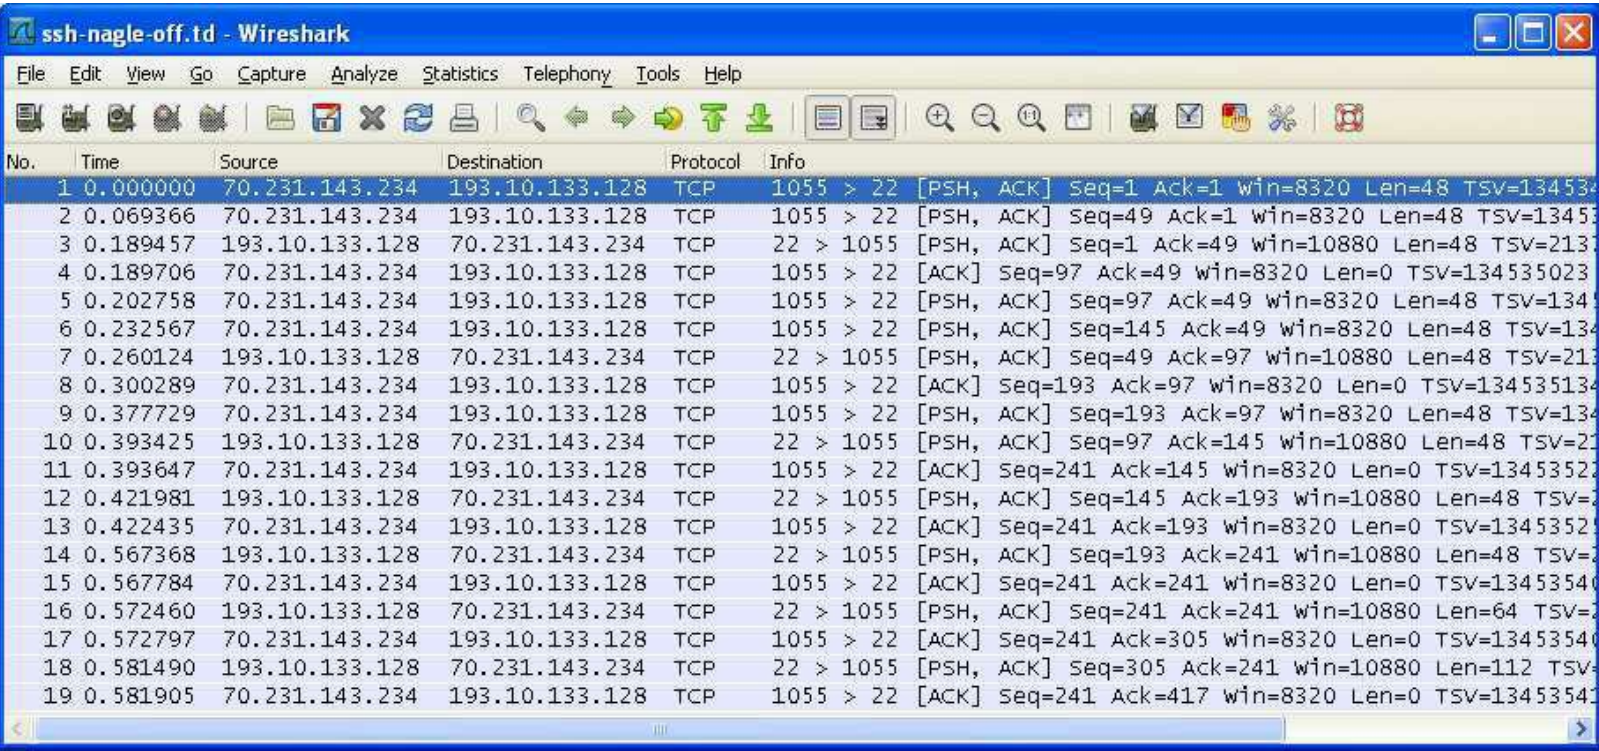 ssh-nagle-off.td - Wireshark
File Edit View Go Capture Analyze Statistics Telephony Tools Help
No. Time Source Destination Protocol Info
1 0.000000 70.231.143.234 193.10.133.128 TCP 1055 > 22 [PSH, ACK] Seq=1 Ack=1 Win=8320 Len=48 TSV=134534
2 0.069366 70.231.143.234 193.10.133.128 TCP 1055 > 22 [PSH, ACK] Seq=49 Ack=1 Win=8320 Len=48 TSV=13453
3 0.189457 193.10.133.128 70.231.143.234 TCP 22 > 1055 [PSH, ACK] Seq=1 Ack=49 Win=10880 Len=48 TSV=2137
4 0.189706 70.231.143.234 193.10.133.128 TCP 1055 > 22 [ACK] Seq=97 Ack=49 Win=8320 Len=0 TSV=134535023
5 0.202758 70.231.143.234 193.10.133.128 TCP 1055 > 22 [PSH, ACK] Seq=97 Ack=49 Win=8320 Len=48 TSV=1345
6 0.232567 70.231.143.234 193.10.133.128 TCP 1055 > 22 [PSH, ACK] Seq=145 Ack=49 Win=8320 Len=48 TSV=134
7 0.260124 193.10.133.128 70.231.143.234 TCP 22 > 1055 [PSH, ACK] Seq=49 Ack=97 Win=10880 Len=48 TSV=213
8 0.300289 70.231.143.234 193.10.133.128 TCP 1055 > 22 [ACK] Seq=193 Ack=97 Win=8320 Len=0 TSV=134535134
9 0.377729 70.231.143.234 193.10.133.128 TCP 1055 > 22 [PSH, ACK] Seq=193 Ack=97 Win=8320 Len=48 TSV=134
10 0.393425 193.10.133.128 70.231.143.234 TCP 22 > 1055 [PSH, ACK] Seq=97 Ack=145 Win=10880 Len=48 TSV=21
11 0.393647 70.231.143.234 193.10.133.128 TCP 1055 > 22 [ACK] Seq=241 Ack=145 Win=8320 Len=0 TSV=13453522
12 0.421981 193.10.133.128 70.231.143.234 TCP 22 > 1055 [PSH, ACK] Seq=145 Ack=193 Win=10880 Len=48 TSV=2
13 0.422435 70.231.143.234 193.10.133.128 TCP 1055 > 22 [ACK] Seq=241 Ack=193 Win=8320 Len=0 TSV=1345352
14 0.567368 193.10.133.128 70.231.143.234 TCP 22 > 1055 [PSH, ACK] Seq=193 Ack=241 Win=10880 Len=48 TSV=2
15 0.567784 70.231.143.234 193.10.133.128 TCP 1055 > 22 [ACK] Seq=241 Ack=241 Win=8320 Len=0 TSV=1345354
16 0.572460 193.10.133.128 70.231.143.234 TCP 22 > 1055 [PSH, ACK] Seq=241 Ack=241 Win=10880 Len=64 TSV=2
17 0.572797 70.231.143.234 193.10.133.128 TCP 1055 > 22 [ACK] Seq=241 Ack=305 Win=8320 Len=0 TSV=1345354
18 0.581490 193.10.133.128 70.231.143.234 TCP 22 > 1055 [PSH, ACK] Seq=305 Ack=241 Win=10880 Len=112 TSV=
19 0.581905 70.231.143.234 193.10.133.128 TCP 1055 > 22 [ACK] Seq=241 Ack=417 Win=8320 Len=0 TSV=13453541